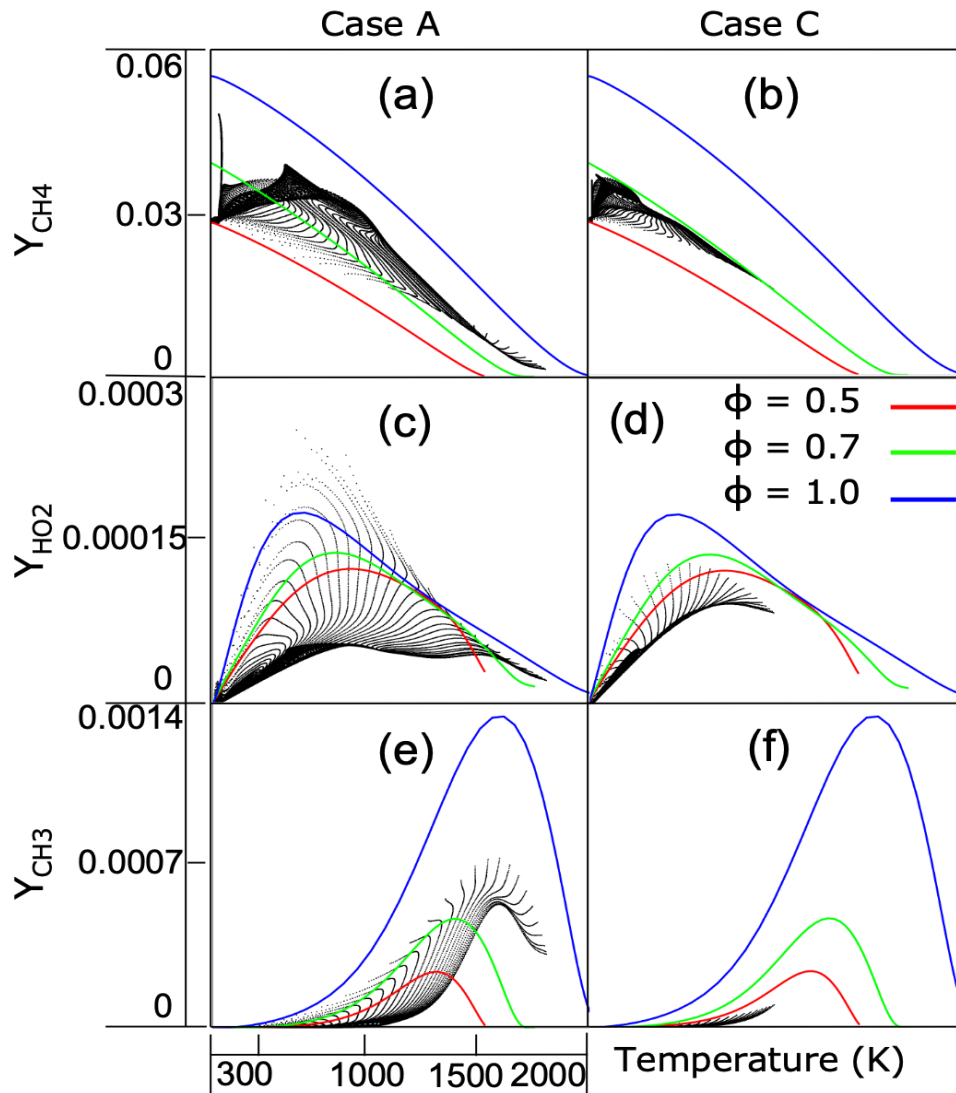 Case A Case C
0.06
(a) (b)
Y_CH4
0.03
0
0.0003
(c) (d)
ϕ = 0.5
ϕ = 0.7
ϕ = 1.0
Y_HO2
0.00015
0
0.0014
(e) (f)
Y_CH3
0.0007
0
300 1000 1500 2000 Temperature (K)